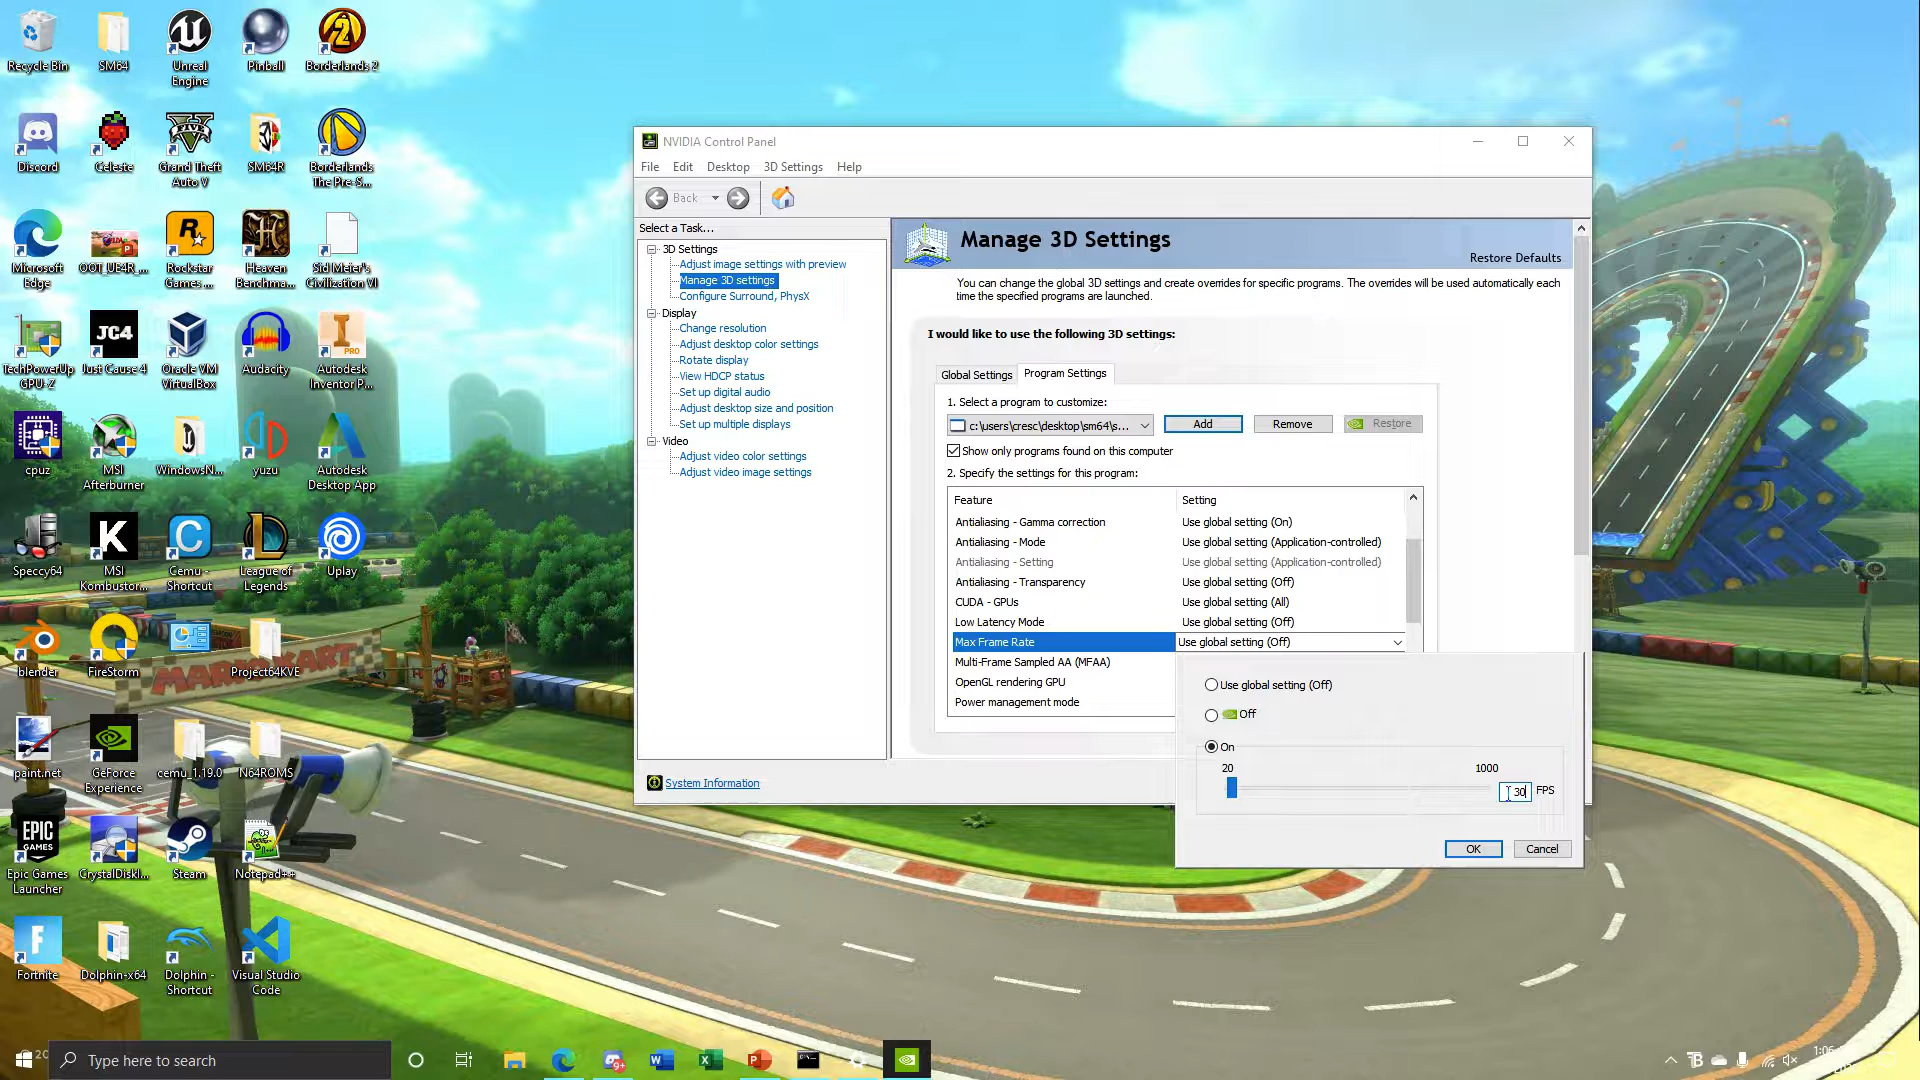 Recycle Bin
SM64
Unreal
Engine
Pinball
Borderlands 2
Discord
Celeste
Grand Theft
Auto V
SM64R
Borderlands
The Pre-S...
Microsoft
Edge
OOT_UE4R_...
Rockstar
Games ...
Heaven
Benchma...
Sid Meier's
Civilization VI
TechPowerUp
GPU-Z
JC4
Just Cause 4
Oracle VM
VirtualBox
Audacity
PRO
Autodesk
Inventor P...
cpuz
MSI
Afterburner
WindowsN...
yuzu
Autodesk
Desktop App
Speccy64
MSI
Kombustor...
Cemu -
Shortcut
League of
Legends
Uplay
blender
FireStorm
Project64KVE
MARIO KART
paint.net
GeForce
Experience
cemu_1.19.0
N64ROMS
EPIC
GAMES
Epic Games
Launcher
CrystalDiskI...
Steam
Notepad++
Fortnite
Dolphin-x64
Dolphin -
Shortcut
Visual Studio
Code
NVIDIA Control Panel
File Edit Desktop 3D Settings Help
Back
Select a Task...
3D Settings
Adjust image settings with preview
Manage 3D settings
Configure Surround, PhysX
Display
Change resolution
Adjust desktop color settings
Rotate display
View HDCP status
Set up digital audio
Adjust desktop size and position
Set up multiple displays
Video
Adjust video color settings
Adjust video image settings
System Information
Manage 3D Settings
Restore Defaults
You can change the global 3D settings and create overrides for specific programs. The overrides will be used automatically each
time the specified programs are launched.
I would like to use the following 3D settings:
Global Settings Program Settings
1. Select a program to customize:
c:\users\cresc\desktop\sm64\s... Add Remove Restore
Show only programs found on this computer
2. Specify the settings for this program:
Feature Setting
Antialiasing - Gamma correction Use global setting (On)
Antialiasing - Mode Use global setting (Application-controlled)
Antialiasing - Setting Use global setting (Application-controlled)
Antialiasing - Transparency Use global setting (Off)
CUDA - GPUs Use global setting (All)
Low Latency Mode Use global setting (Off)
Max Frame Rate Use global setting (Off)
Multi-Frame Sampled AA (MFAA)
OpenGL rendering GPU
Power management mode
Use global setting (Off)
Off
On
20 1000
30 FPS
OK Cancel
Type here to search